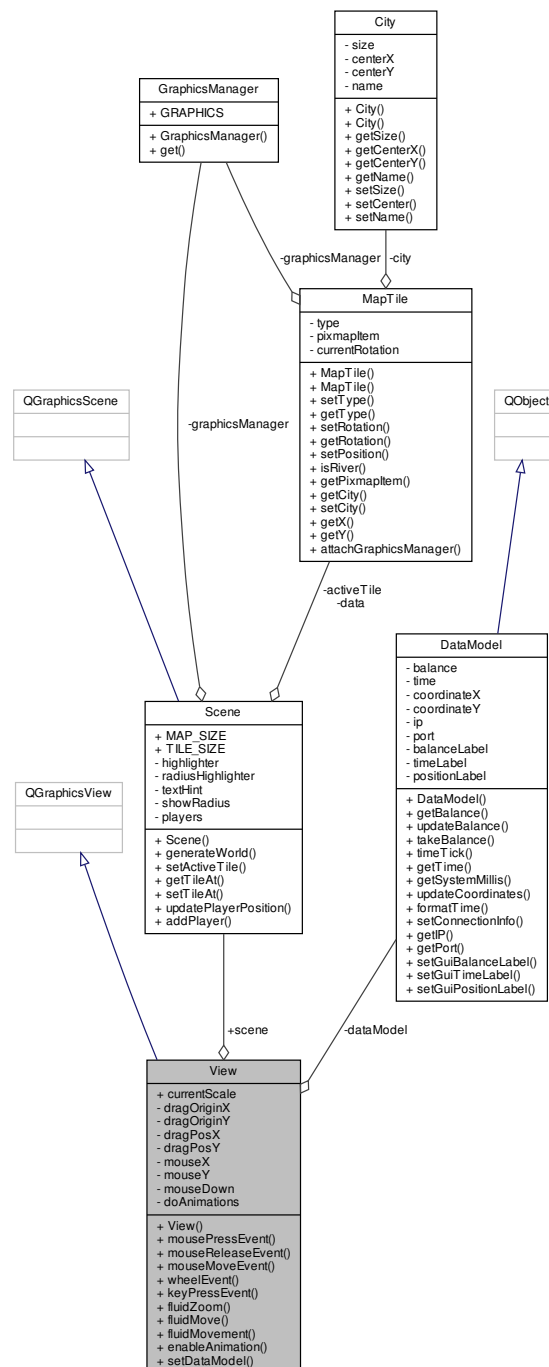 City
- size
- centerX
- centerY
- name
+ City()
+ City()
+ getSize()
+ getCenterX()
+ getCenterY()
+ getName()
+ setSize()
+ setCenter()
+ setName()
GraphicsManager
+ GRAPHICS
+ GraphicsManager()
+ get()
-graphicsManager
-city
MapTile
- type
- pixmapItem
- currentRotation
+ MapTile()
+ MapTile()
+ setType()
+ getType()
+ setRotation()
+ getRotation()
+ setPosition()
+ isRiver()
+ getPixmapItem()
+ getCity()
+ setCity()
+ getX()
+ getY()
+ attachGraphicsManager()
QGraphicsScene
-graphicsManager
QObject
-activeTile
-data
DataModel
- balance
- time
- coordinateX
- coordinateY
- ip
- port
- balanceLabel
- timeLabel
- positionLabel
+ DataModel()
+ getBalance()
+ updateBalance()
+ takeBalance()
+ timeTick()
+ getTime()
+ getSystemMillis()
+ updateCoordinates()
+ formatTime()
+ setConnectionInfo()
+ getIP()
+ getPort()
+ setGuiBalanceLabel()
+ setGuiTimeLabel()
+ setGuiPositionLabel()
Scene
+ MAP_SIZE
+ TILE_SIZE
- highlighter
- radiusHighlighter
- textHint
- showRadius
- players
+ Scene()
+ generateWorld()
+ setActiveTile()
+ getTileAt()
+ setTileAt()
+ updatePlayerPosition()
+ addPlayer()
QGraphicsView
+scene
-dataModel
View
+ currentScale
- dragOriginX
- dragOriginY
- dragPosX
- dragPosY
- mouseX
- mouseY
- mouseDown
- doAnimations
+ View()
+ mousePressEvent()
+ mouseReleaseEvent()
+ mouseMoveEvent()
+ wheelEvent()
+ keyPressEvent()
+ fluidZoom()
+ fluidMove()
+ fluidMovement()
+ enableAnimation()
+ setDataModel()